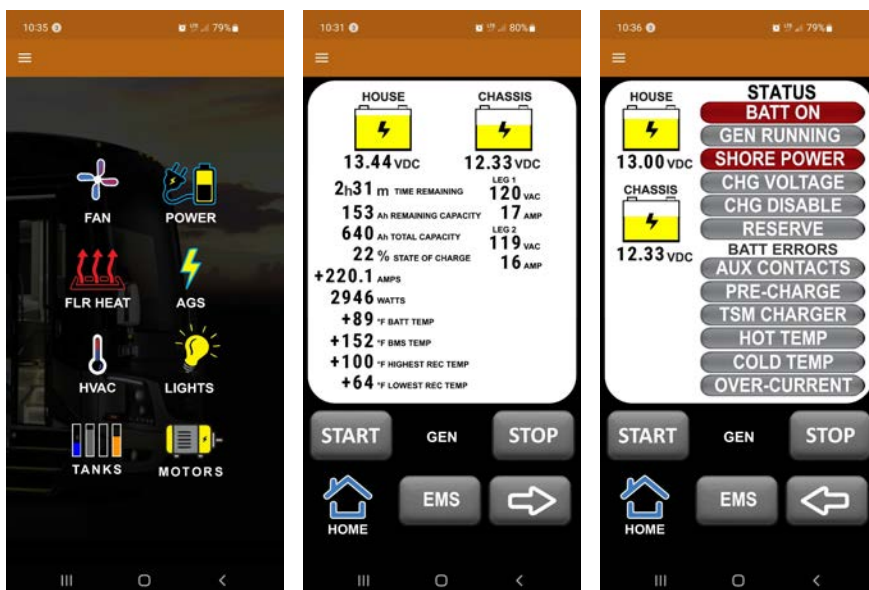 10:35
79%
FAN POWER
FLR HEAT AGS
HVAC LIGHTS
TANKS MOTORS
10:31
80%
HOUSE CHASSIS
13.44 VDC 12.33 VDC
2h31 m TIME REMAINING
153 Ah REMAINING CAPACITY
640 Ah TOTAL CAPACITY
22 % STATE OF CHARGE
+220.1 AMPS
2946 WATTS
+89 °F BATT TEMP
+152 °F BMS TEMP
+100 °F HIGHEST REC TEMP
+64 °F LOWEST REC TEMP
LEG 1
120 VAC
17 AMP
LEG 2
119 VAC
16 AMP
START GEN STOP
HOME EMS
10:36
79%
HOUSE
13.00 VDC
CHASSIS
12.33 VDC
STATUS
BATT ON
GEN RUNNING
SHORE POWER
CHG VOLTAGE
CHG DISABLE
RESERVE
BATT ERRORS
AUX CONTACTS
PRE-CHARGE
TSM CHARGER
HOT TEMP
COLD TEMP
OVER-CURRENT
START GEN STOP
HOME EMS